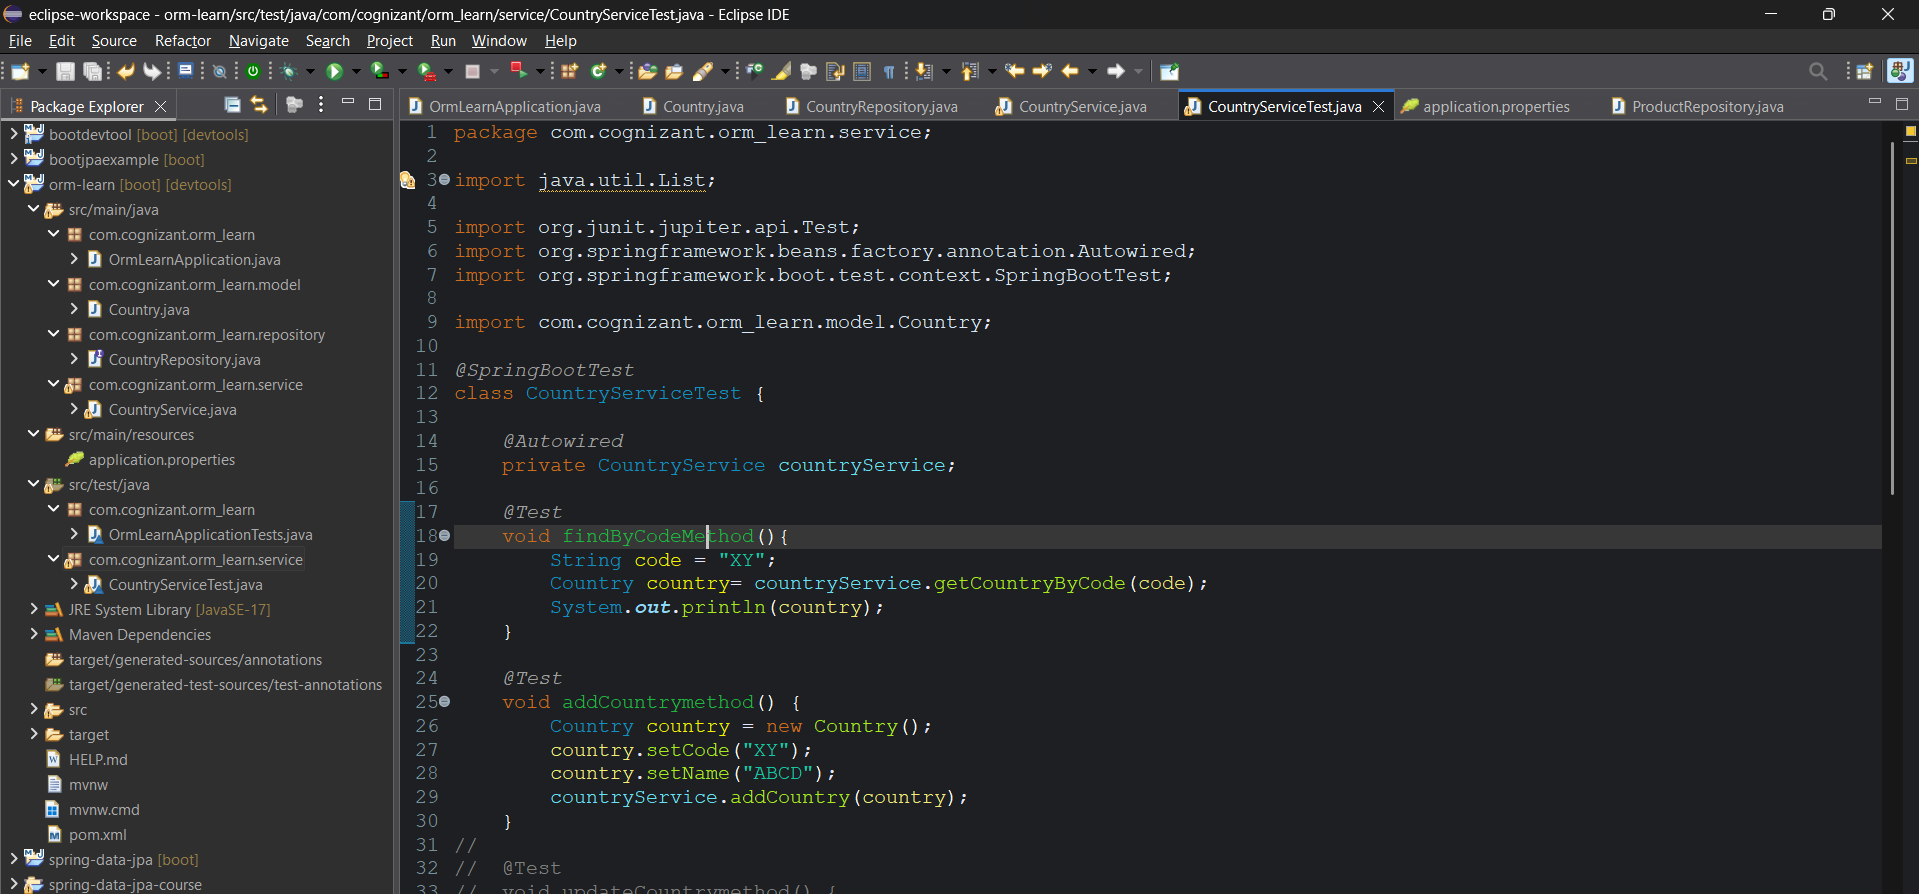 eclipse-workspace - orm-learn/src/test/java/com/cognizant/orm_learn/service/CountryServiceTest.java - Eclipse IDE
File Edit Source Refactor Navigate Search Project Run Window Help
Package Explorer
bootdevtool [boot] [devtools]
bootjpaexample [boot]
orm-learn [boot] [devtools]
src/main/java
com.cognizant.orm_learn
OrmLearnApplication.java
com.cognizant.orm_learn.model
Country.java
com.cognizant.orm_learn.repository
CountryRepository.java
com.cognizant.orm_learn.service
CountryService.java
src/main/resources
application.properties
src/test/java
com.cognizant.orm_learn
OrmLearnApplicationTests.java
com.cognizant.orm_learn.service
CountryServiceTest.java
JRE System Library [JavaSE-17]
Maven Dependencies
target/generated-sources/annotations
target/generated-test-sources/test-annotations
src
target
HELP.md
mvnw
mvnw.cmd
pom.xml
spring-data-jpa [boot]
spring-data-jpa-course
OrmLearnApplication.java Country.java CountryRepository.java CountryService.java CountryServiceTest.java application.properties ProductRepository.java
1 package com.cognizant.orm_learn.service;
2
3 import java.util.List;
4
5 import org.junit.jupiter.api.Test;
6 import org.springframework.beans.factory.annotation.Autowired;
7 import org.springframework.boot.test.context.SpringBootTest;
8
9 import com.cognizant.orm_learn.model.Country;
10
11 @SpringBootTest
12 class CountryServiceTest {
13
14 @Autowired
15 private CountryService countryService;
16
17 @Test
18 void findByCodeMethod(){
19 String code = "XY";
20 Country country= countryService.getCountryByCode(code);
21 System.out.println(country);
22 }
23
24 @Test
25 void addCountrymethod() {
26 Country country = new Country();
27 country.setCode("XY");
28 country.setName("ABCD");
29 countryService.addCountry(country);
30 }
31 //
32 // @Test
33 // void updateCountrymethod() {